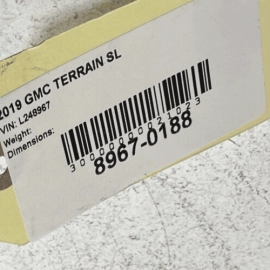 2019 GMC TERRAIN SL
VIN: L248967
Weight:
Dimensions:
3000000021023
8967-0188